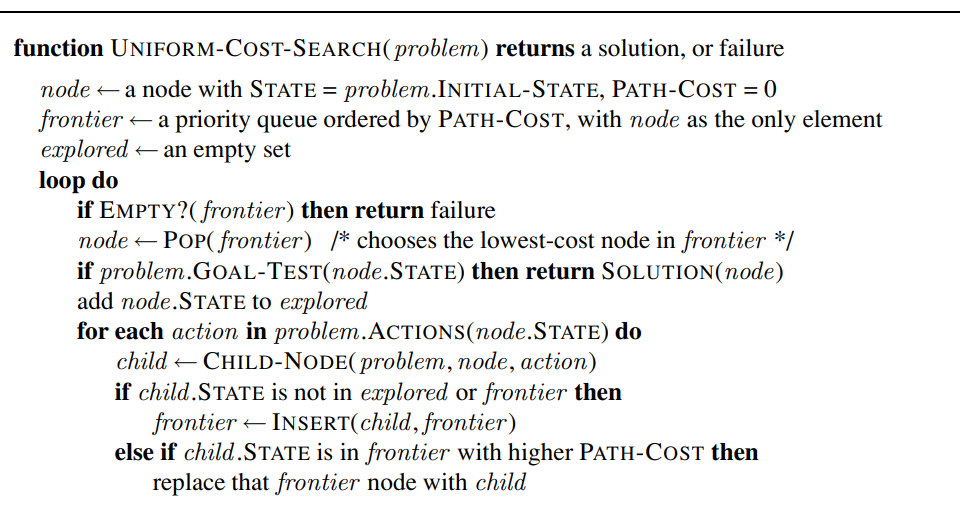 function UNIFORM-COST-SEARCH(problem) returns a solution, or failure
node ← a node with STATE = problem.INITIAL-STATE, PATH-COST = 0
frontier ← a priority queue ordered by PATH-COST, with node as the only element
explored ← an empty set
loop do
if EMPTY?(frontier) then return failure
node ← POP(frontier) /* chooses the lowest-cost node in frontier */
if problem.GOAL-TEST(node.STATE) then return SOLUTION(node)
add node.STATE to explored
for each action in problem.ACTIONS(node.STATE) do
child ← CHILD-NODE(problem, node, action)
if child.STATE is not in explored or frontier then
frontier ← INSERT(child, frontier)
else if child.STATE is in frontier with higher PATH-COST then
replace that frontier node with child